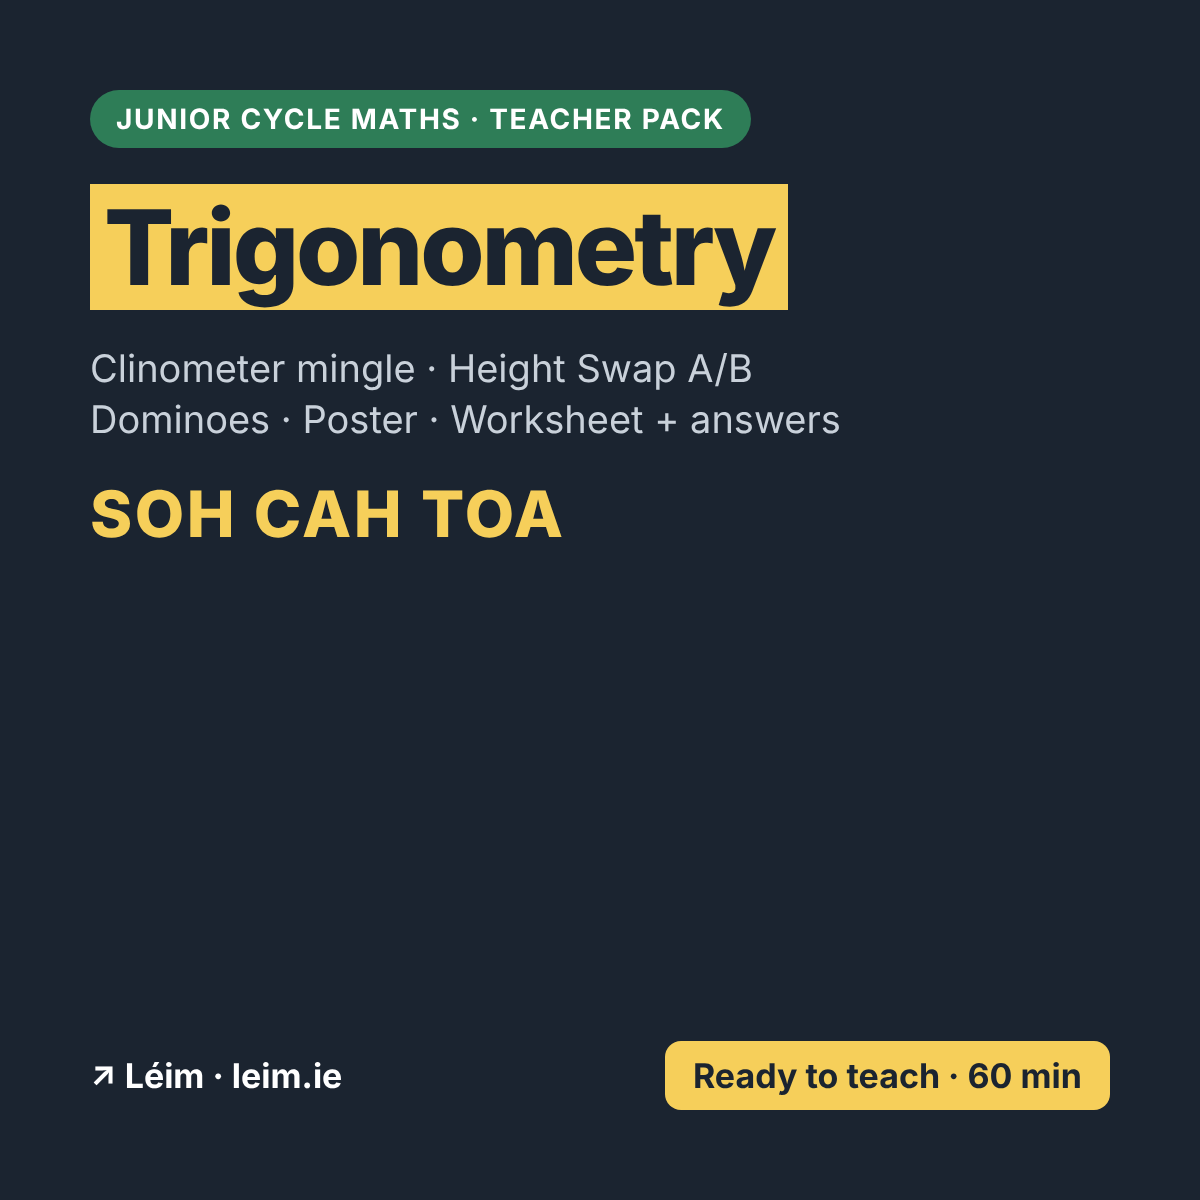 JUNIOR CYCLE MATHS · TEACHER PACK
Trigonometry
Clinometer mingle · Height Swap A/B
Dominoes · Poster · Worksheet + answers
SOH CAH TOA
↗ Léim · leim.ie
Ready to teach · 60 min